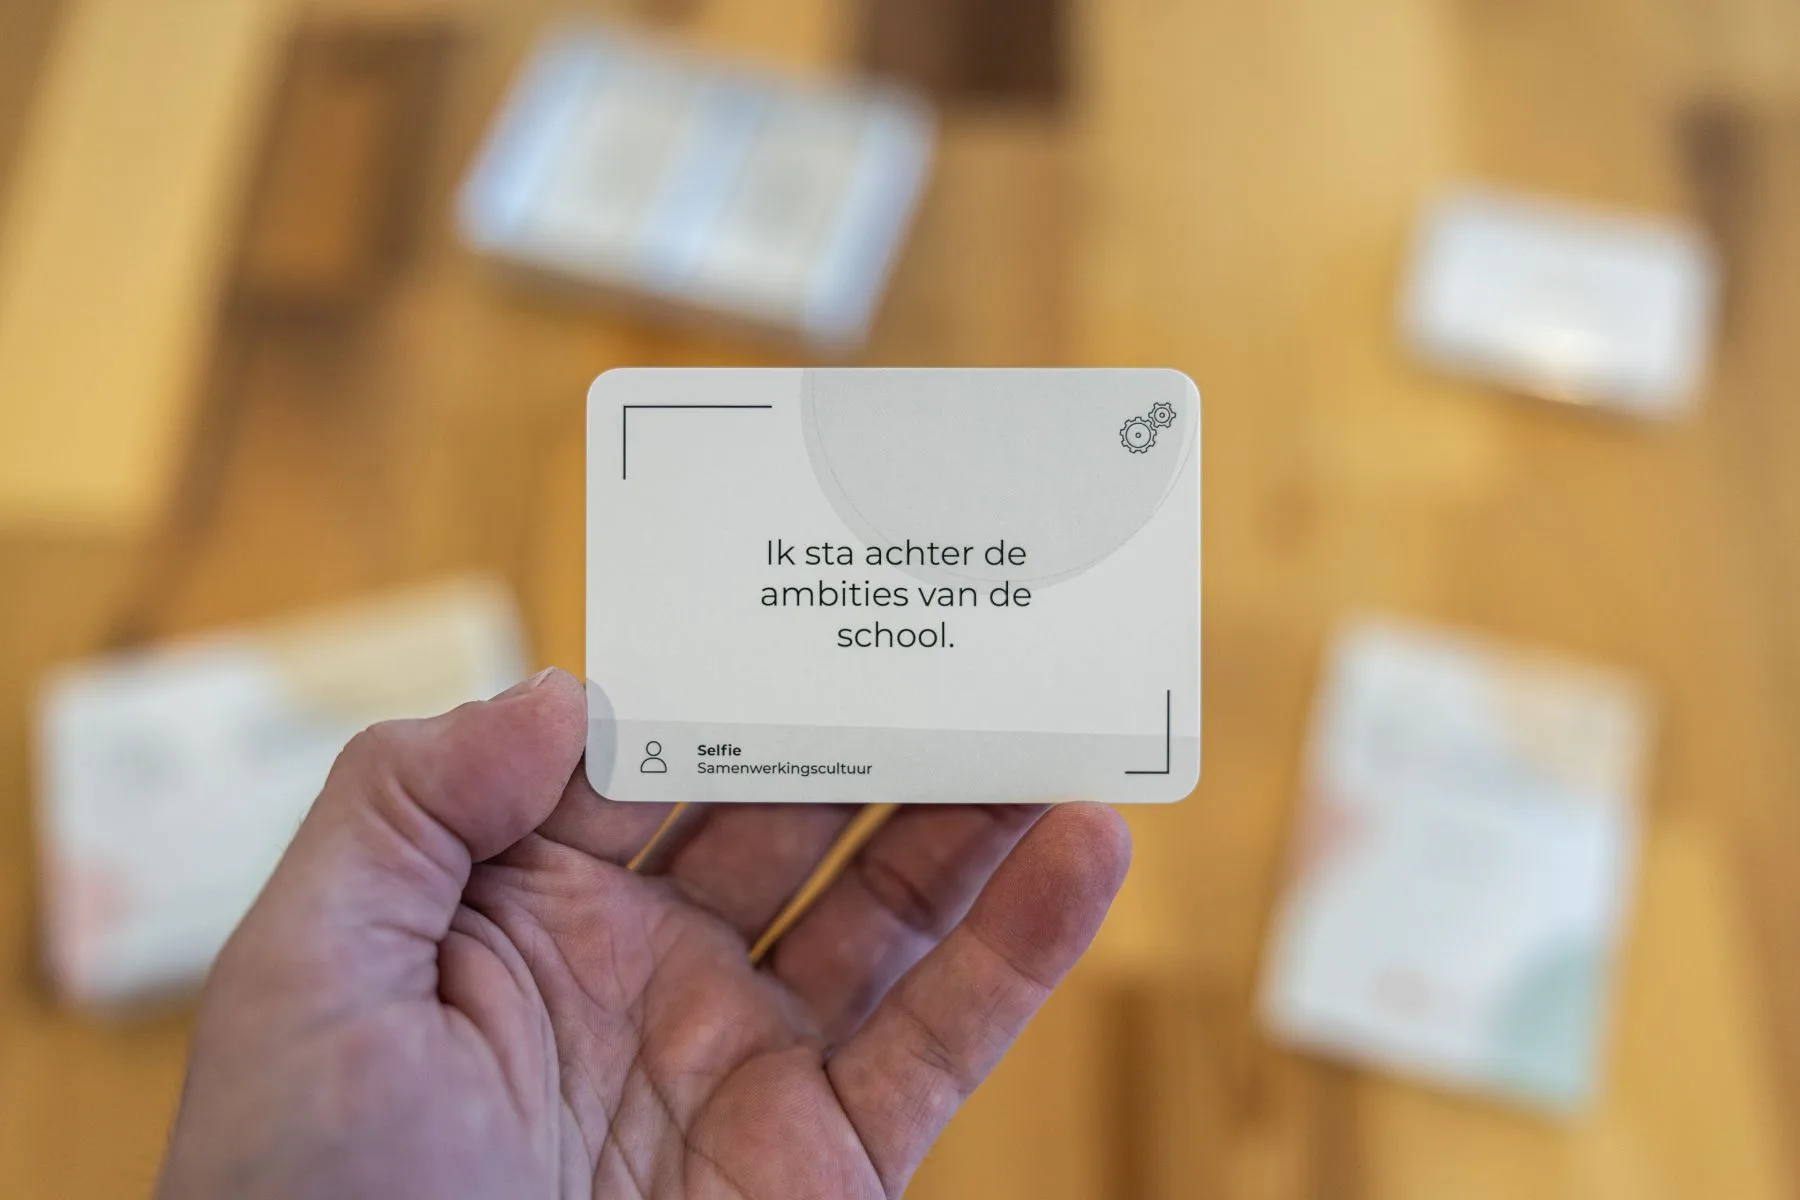 Ik sta achter de
ambities van de
school.
Selfie
Samenwerkingscultuur